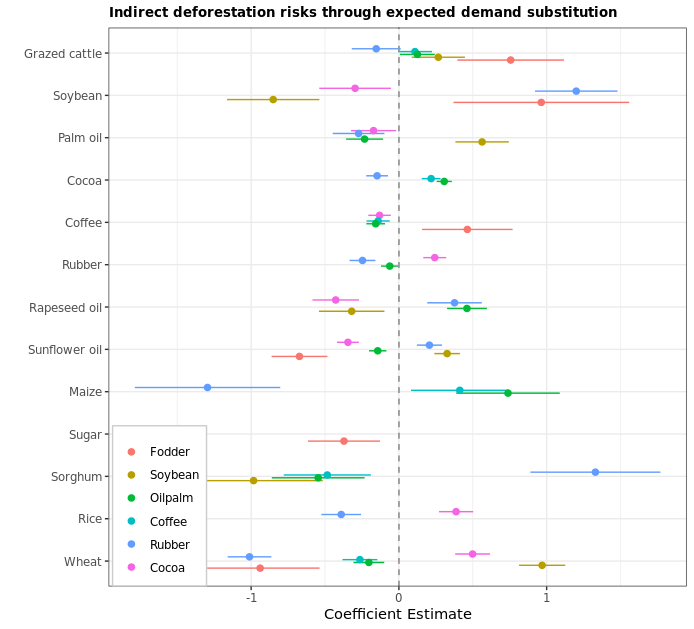 Indirect deforestation risks through expected demand substitution
Grazed cattle
Soybean
Palm oil
Cocoa
Coffee
Rubber
Rapeseed oil
Sunflower oil
Maize
Sugar
Sorghum
Rice
Wheat
Fodder
Soybean
Oilpalm
Coffee
Rubber
Cocoa
-1
0
1
Coefficient Estimate